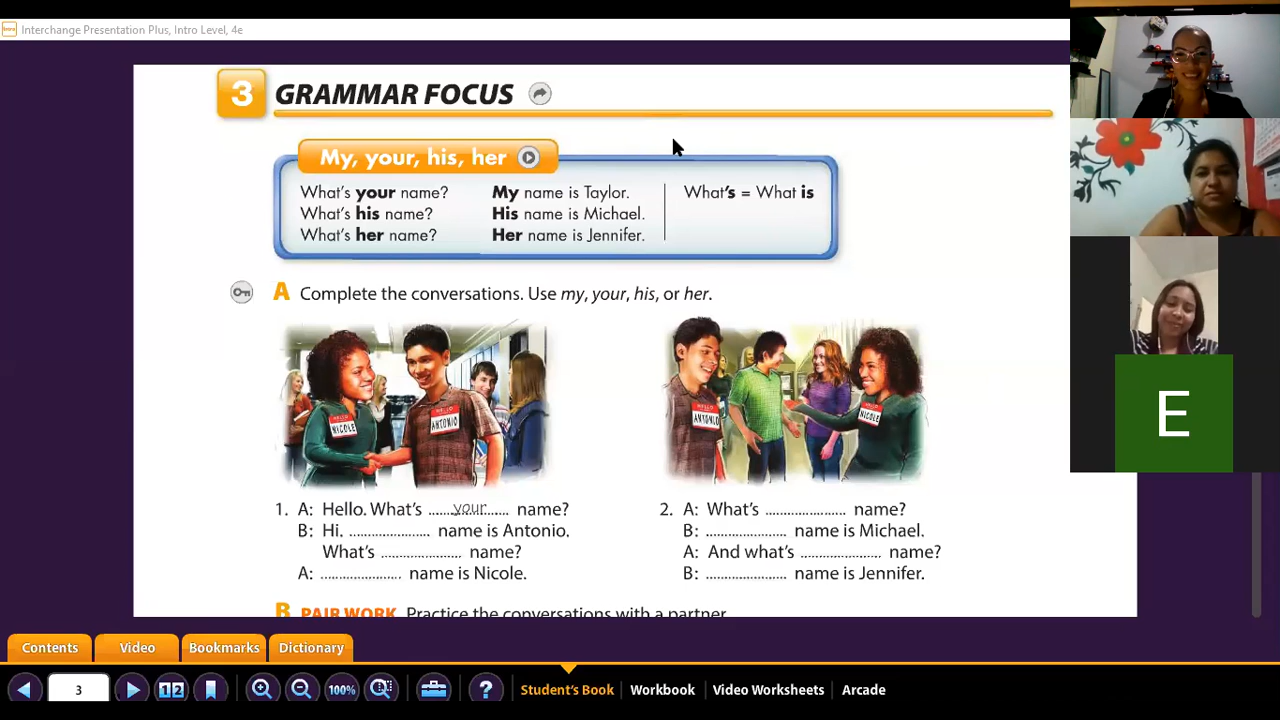 Interchange Presentation Plus, Intro Level, 4e
3 GRAMMAR FOCUS
My, your, his, her
What's your name? My name is Taylor. What's = What is
What's his name? His name is Michael.
What's her name? Her name is Jennifer.
A Complete the conversations. Use my, your, his, or her.
HELLO NICOLE
HELLO ANTONIO
HELLO ANTONIO
HELLO NICOLE
1. A: Hello. What's ....your.... name?
B: Hi. .................... name is Antonio.
What's .................... name?
A: .................... name is Nicole.
2. A: What's .................... name?
B: .................... name is Michael.
A: And what's .................... name?
B: .................... name is Jennifer.
B PAIR WORK Practice the conversations with a partner.
E
Contents Video Bookmarks Dictionary
3 12 100% ? Student's Book Workbook Video Worksheets Arcade